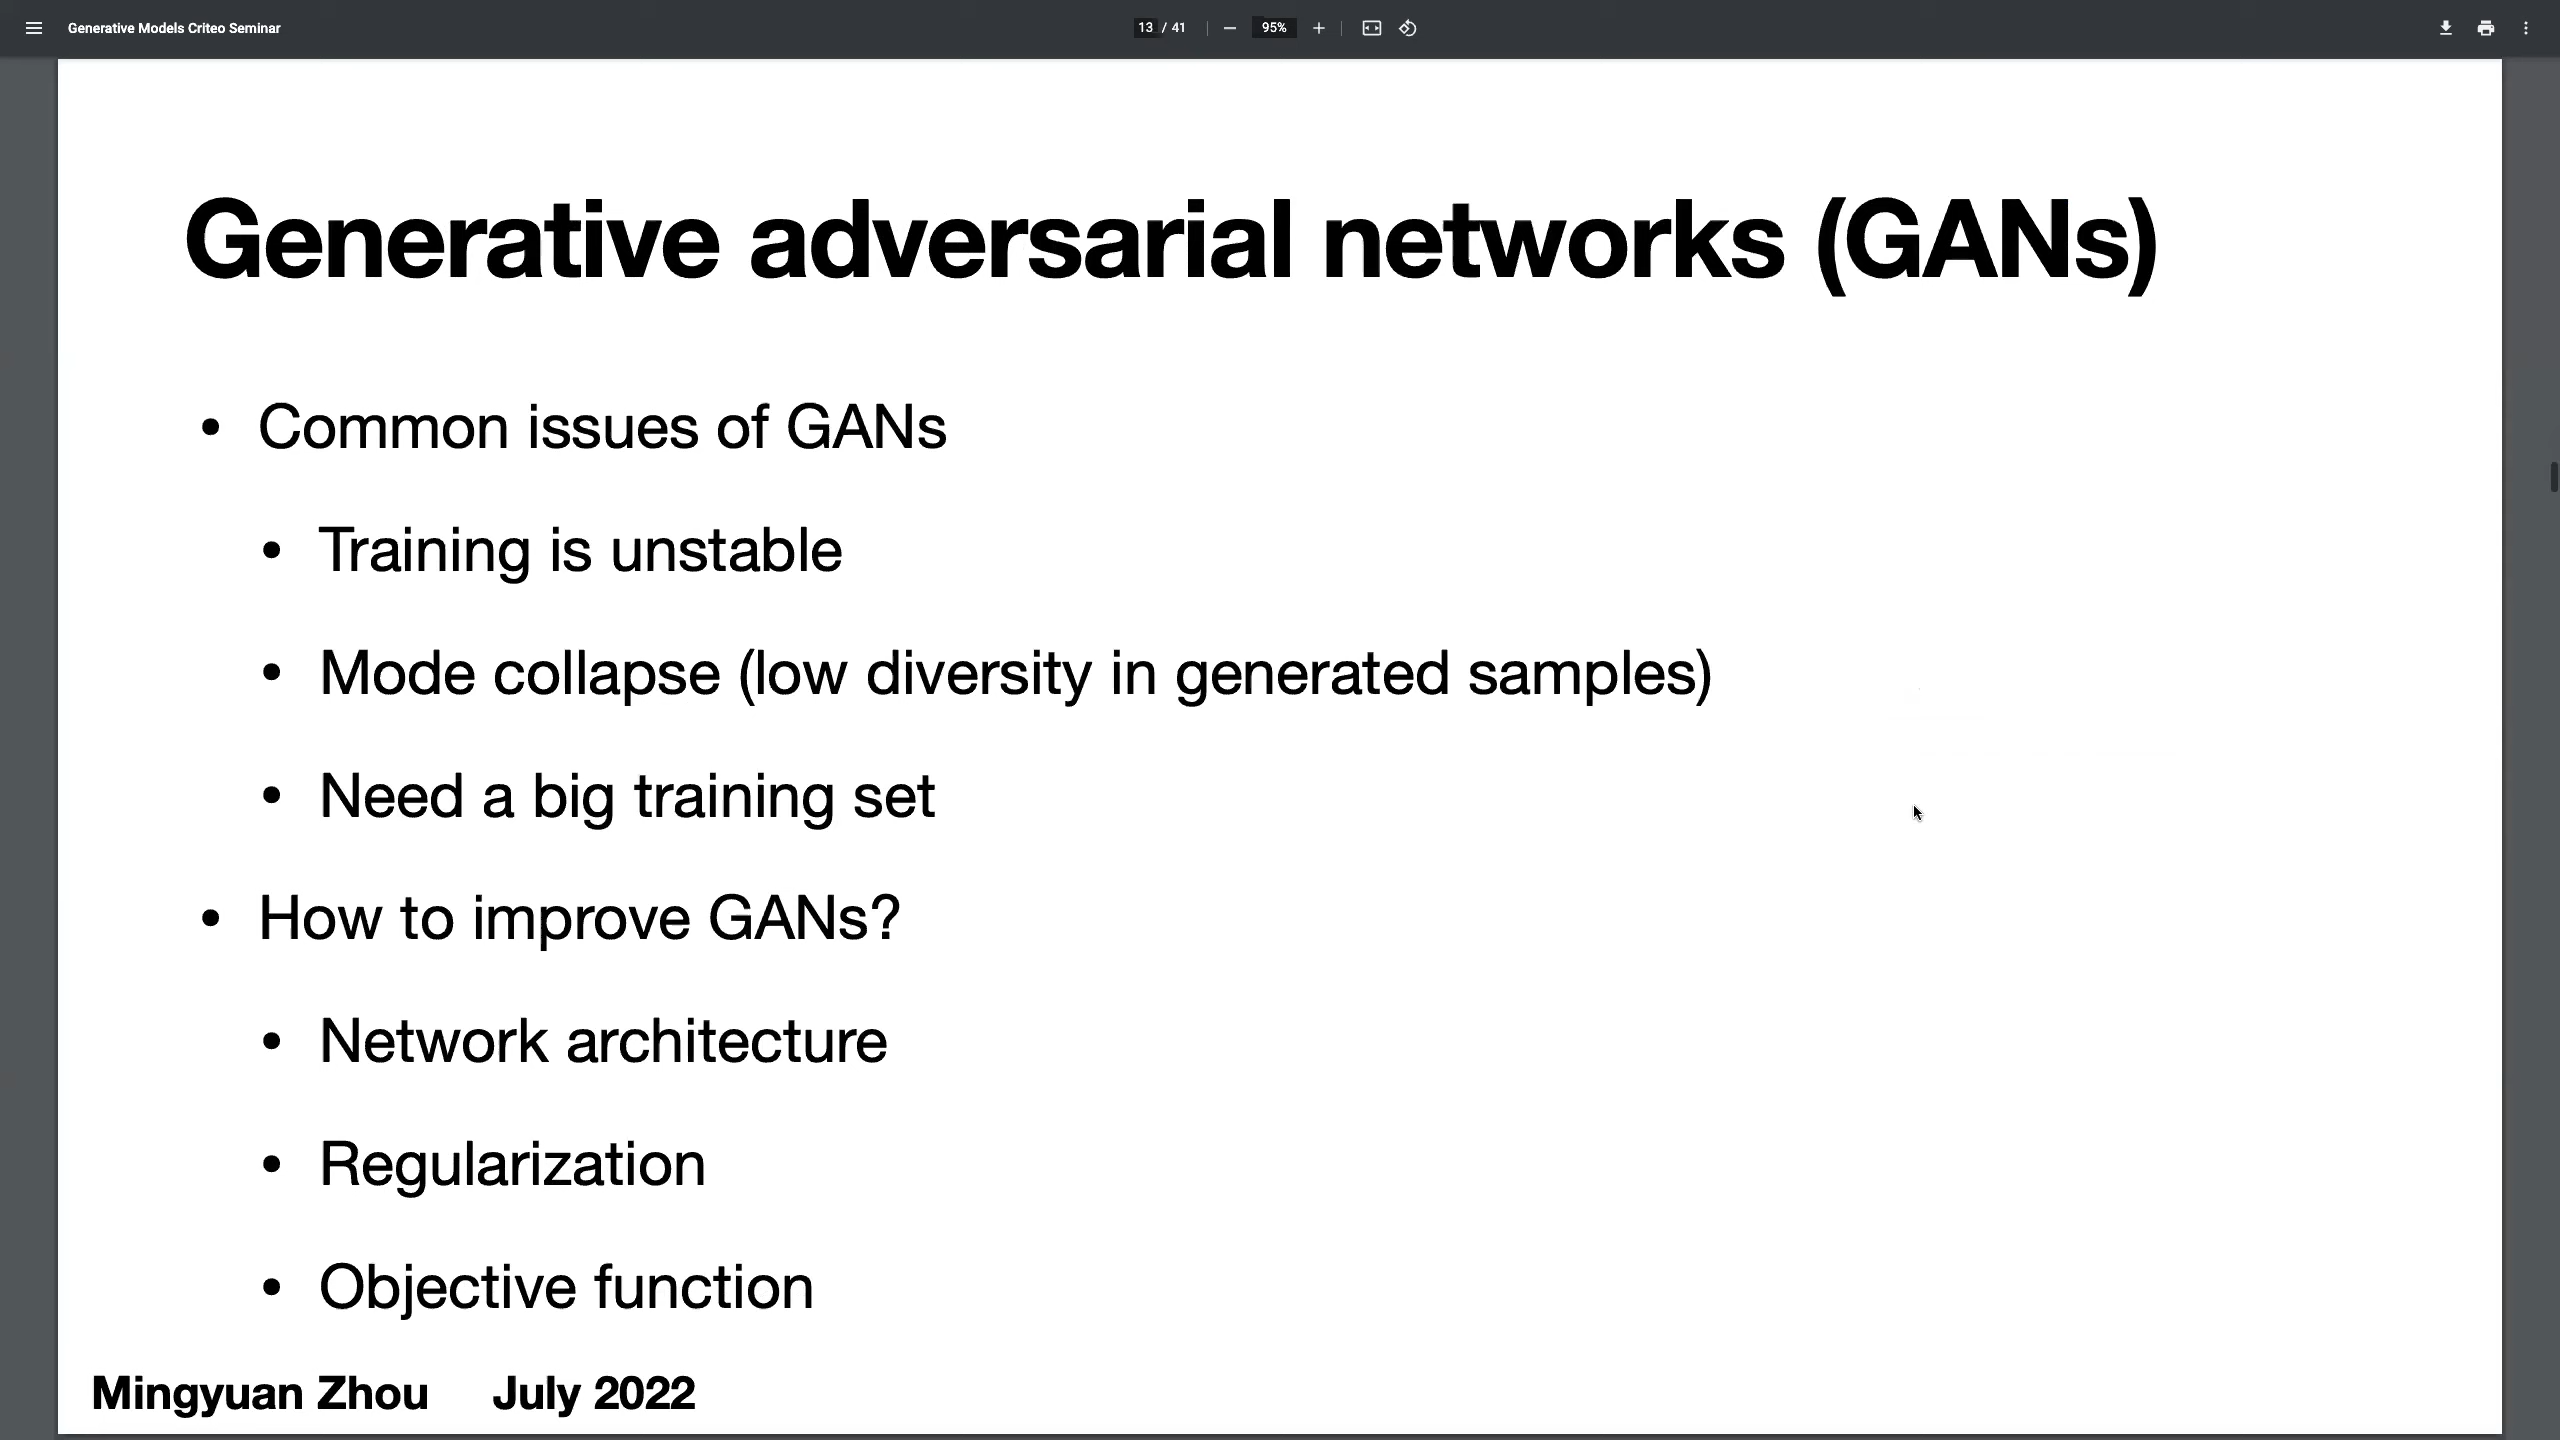 Generative Models Criteo Seminar
13 / 41
95%
Generative adversarial networks (GANs)
• Common issues of GANs
• Training is unstable
• Mode collapse (low diversity in generated samples)
• Need a big training set
• How to improve GANs?
• Network architecture
• Regularization
• Objective function
Mingyuan Zhou July 2022